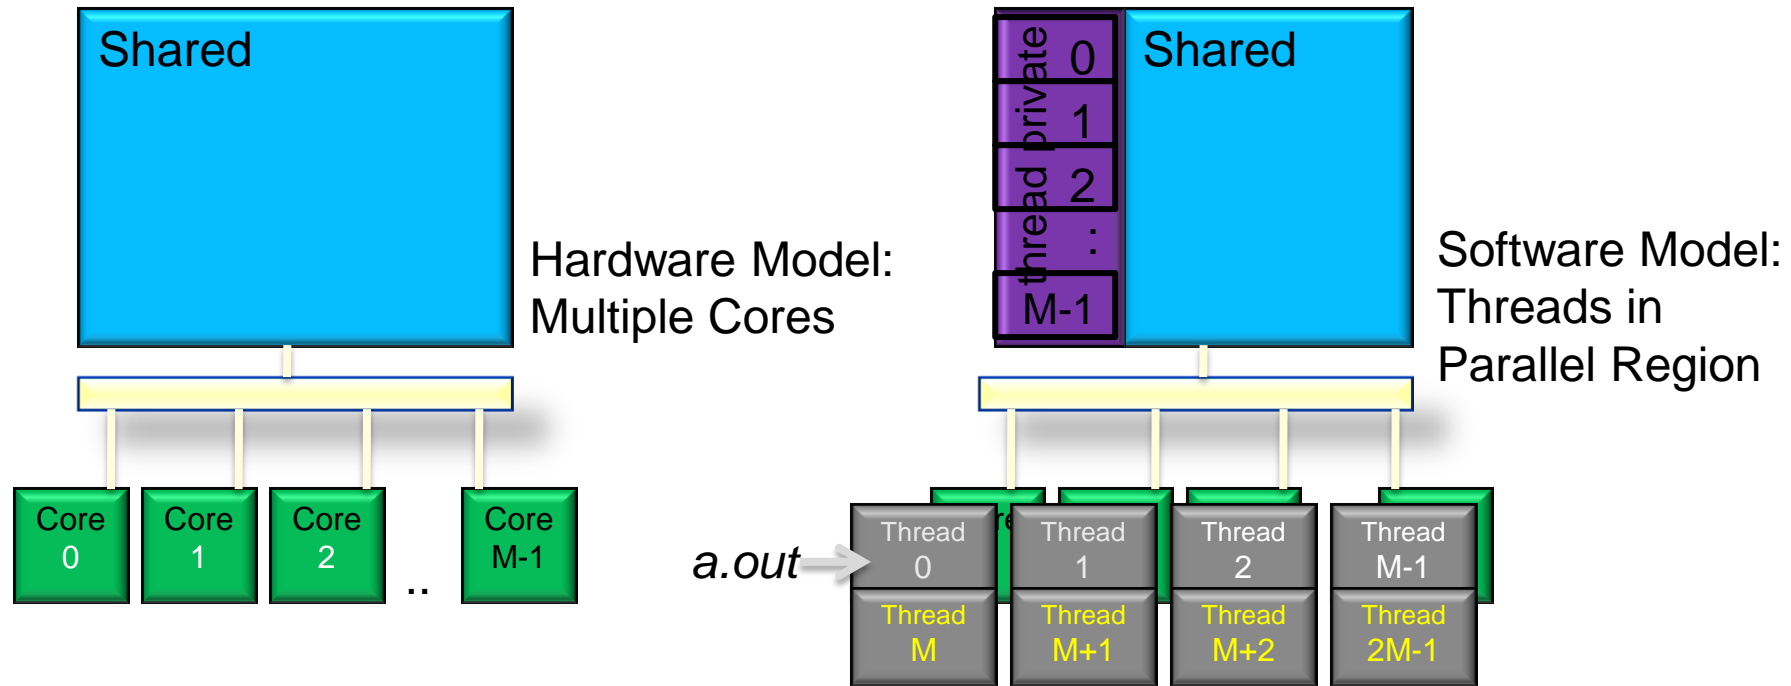 Shared
Hardware Model:
Multiple Cores
Core
0
Core
1
Core
2
..
Core
M-1
thread private
0
1
2
:
M-1
Shared
Software Model:
Threads in
Parallel Region
a.out
Thread
0
Thread
1
Thread
2
Thread
M-1
Thread
M
Thread
M+1
Thread
M+2
Thread
2M-1